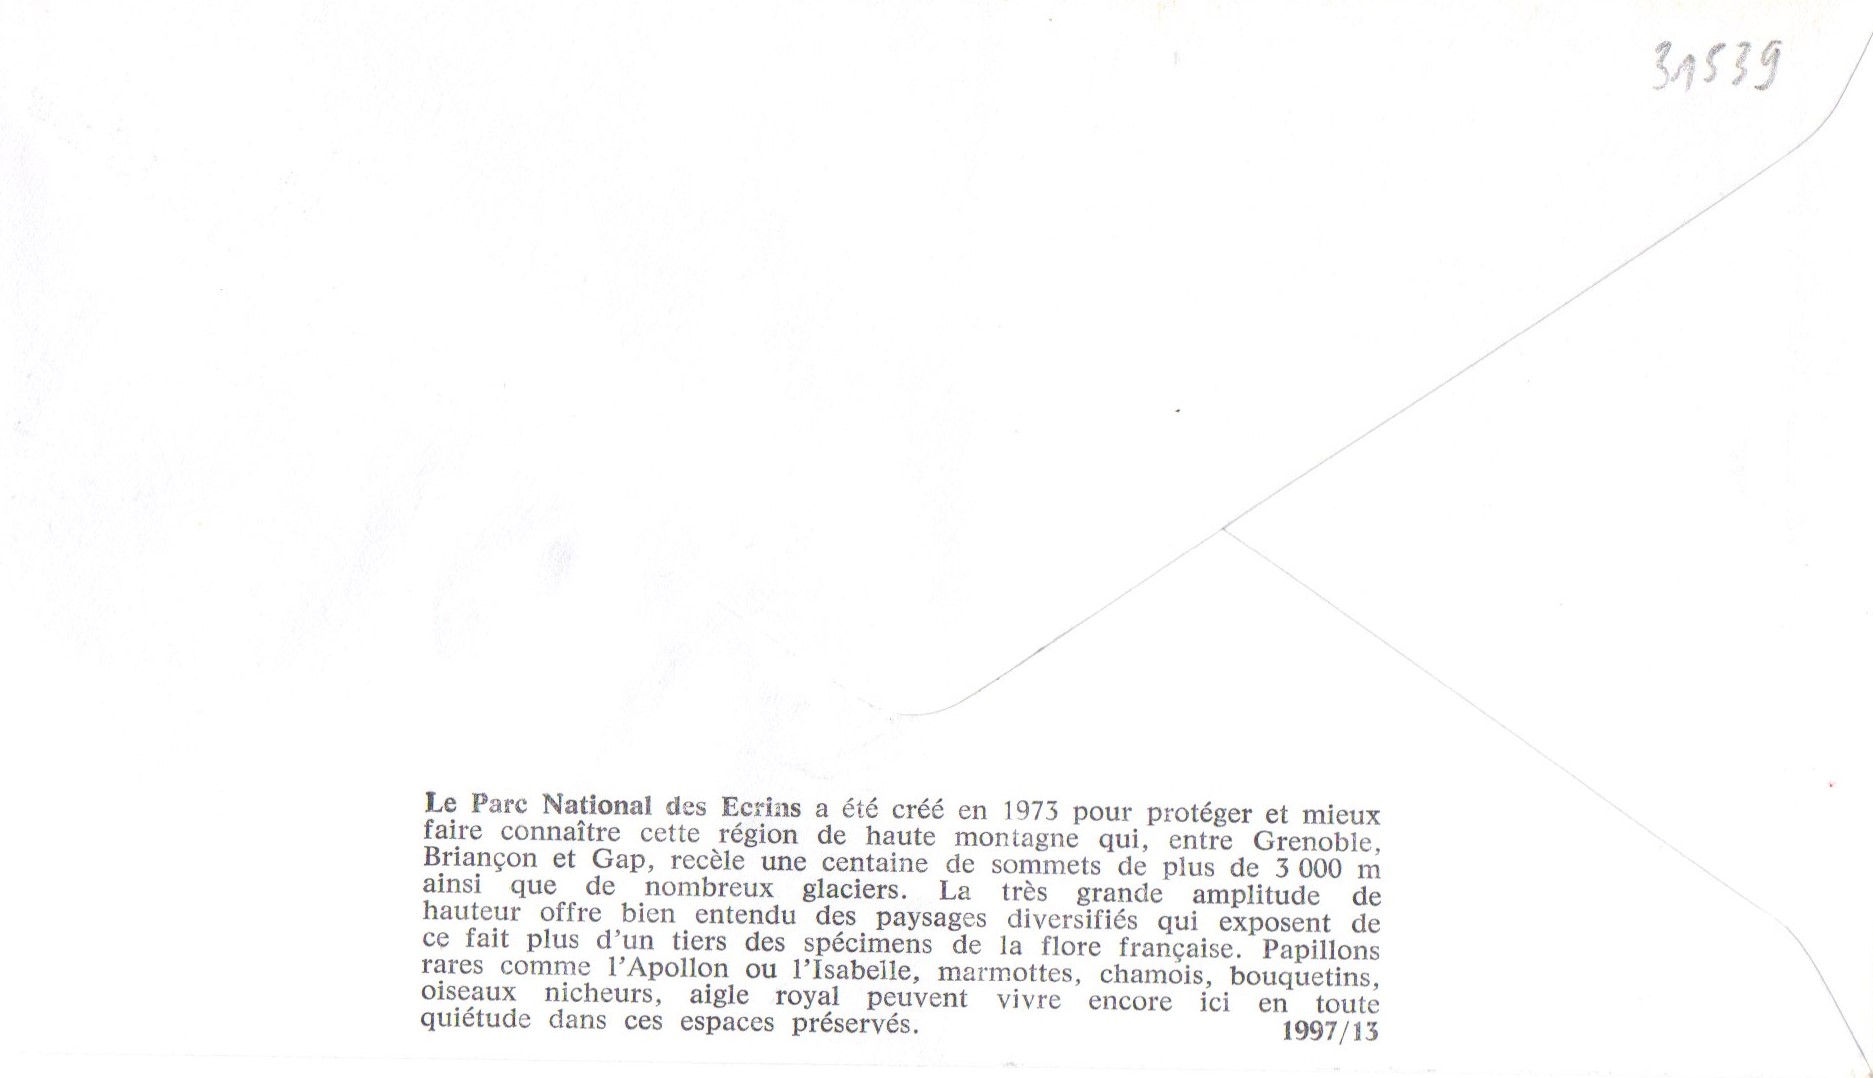 31539
Le Parc National des Ecrins a été créé en 1973 pour protéger et mieux
faire connaître cette région de haute montagne qui, entre Grenoble,
Briançon et Gap, recèle une centaine de sommets de plus de 3 000 m
ainsi que de nombreux glaciers. La très grande amplitude de
hauteur offre bien entendu des paysages diversifiés qui exposent de
ce fait plus d'un tiers des spécimens de la flore française. Papillons
rares comme l'Apollon ou l'Isabelle, marmottes, chamois, bouquetins,
oiseaux nicheurs, aigle royal peuvent vivre encore ici en toute
quiétude dans ces espaces préservés. 1997/13